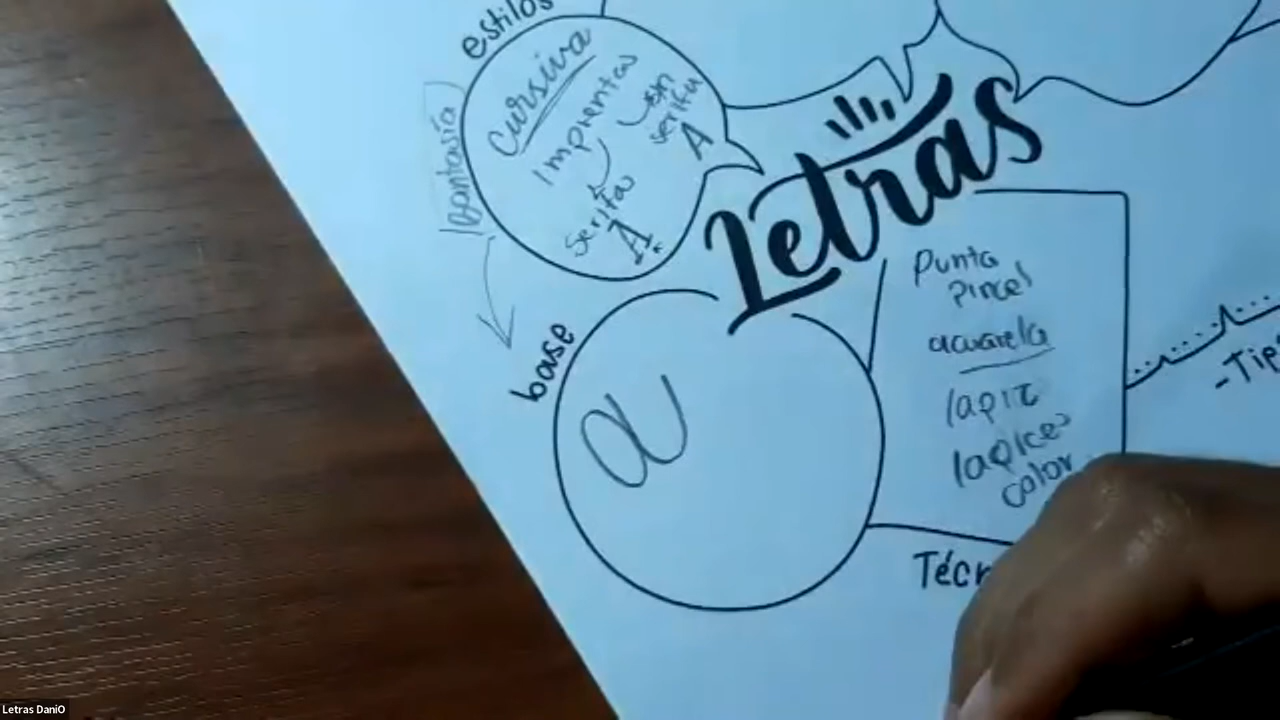 estilos
cursiva
imprenta
sin
serifa
A
serifa
A
fantasía
Letras
base
a
Punta
pincel
acuarela
lapiz
lapices
color
Técn
-Tip
Letras DaniO